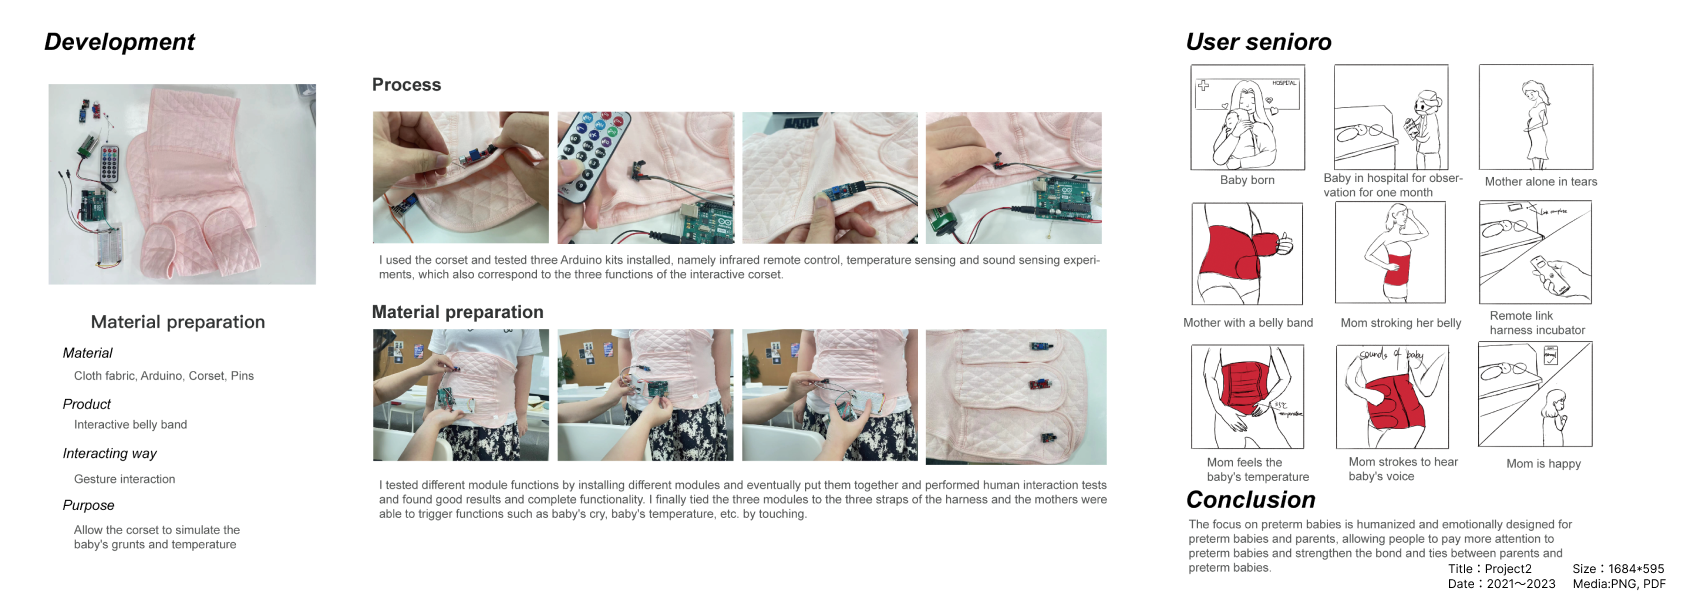 Development
Material preparation
Material
Cloth fabric, Arduino, Corset, Pins
Product
Interactive belly band
Interacting way
Gesture interaction
Purpose
Allow the corset to simulate the
baby's grunts and temperature
Process
I used the corset and tested three Arduino kits installed, namely infrared remote control, temperature sensing and sound sensing experi-
ments, which also correspond to the three functions of the interactive corset.
Material preparation
I tested different module functions by installing different modules and eventually put them together and performed human interaction tests
and found good results and complete functionality. I finally tied the three modules to the three straps of the harness and the mothers were
able to trigger functions such as baby's cry, baby's temperature, etc. by touching.
User senioro
HOSPITAL
Baby born
Baby in hospital for obser-
vation for one month
Mother alone in tears
Mother with a belly band
Mom stroking her belly
Remote link
harness incubator
Mom feels the
baby's temperature
sounds of baby
Mom strokes to hear
baby's voice
Mom is happy
Conclusion
The focus on preterm babies is humanized and emotionally designed for
preterm babies and parents, allowing people to pay more attention to
preterm babies and strengthen the bond and ties between parents and
preterm babies.
Title：Project2
Size：1684*595
Date：2021～2023
Media:PNG, PDF